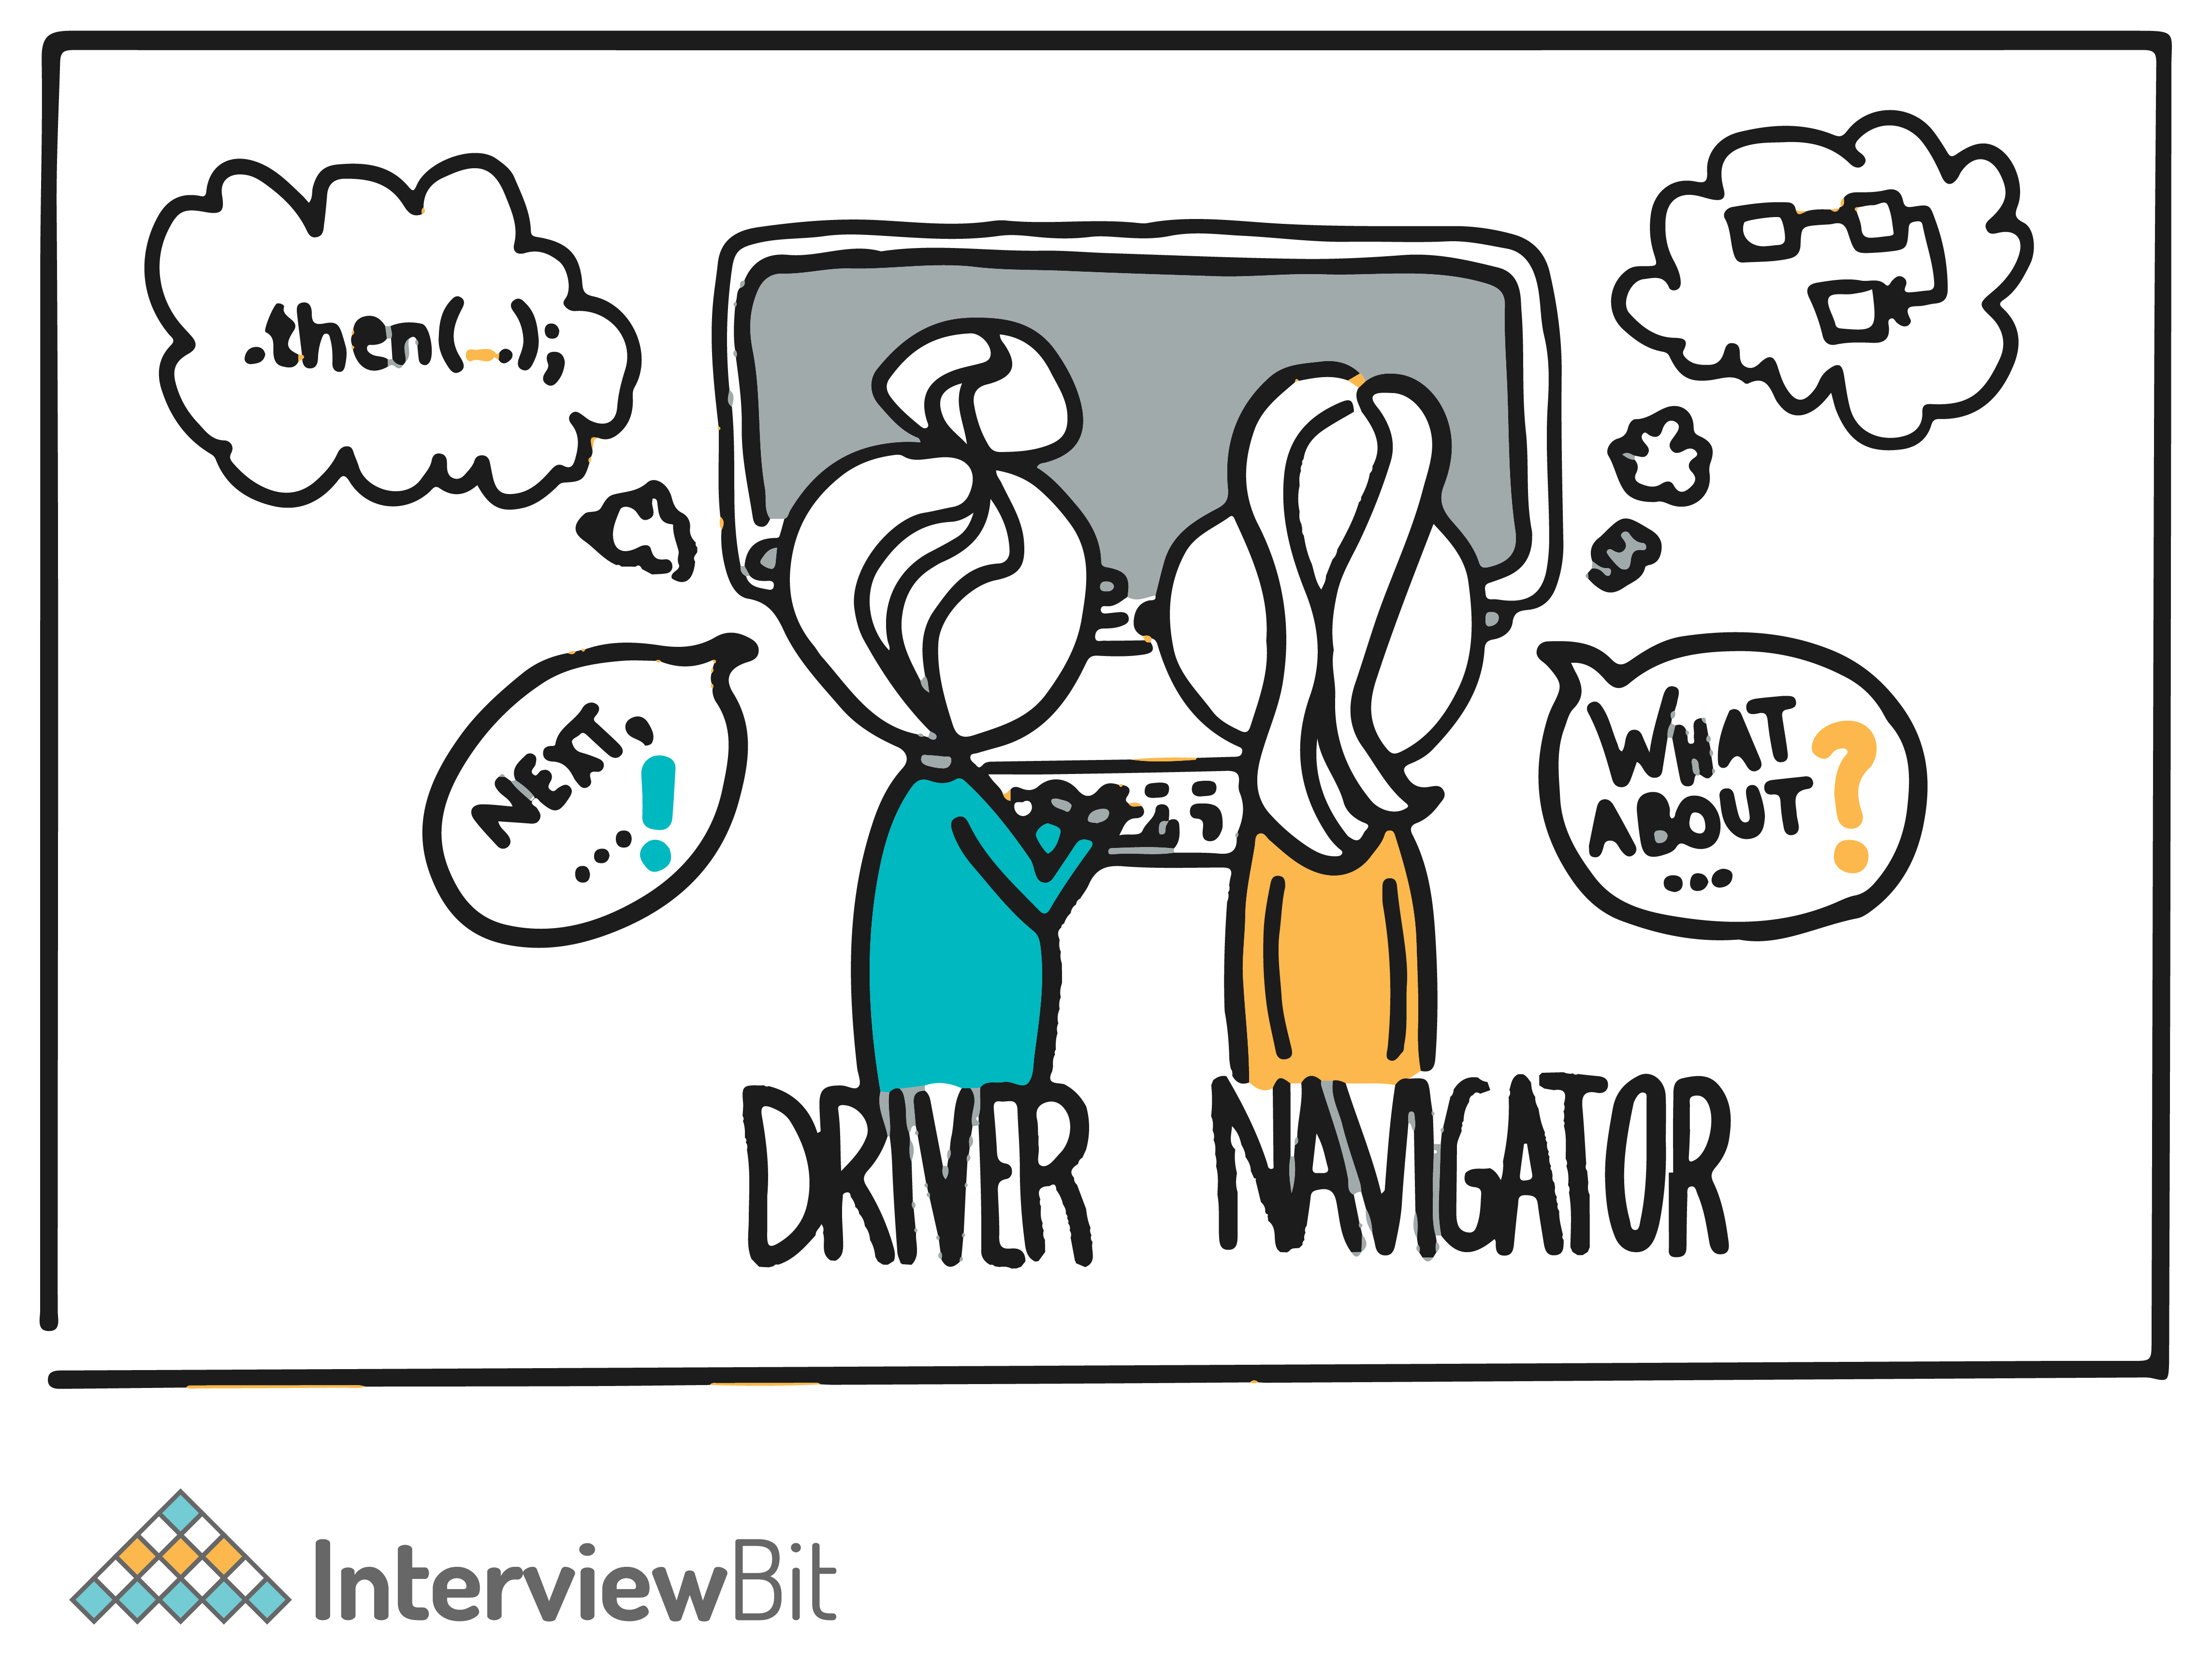 .then(_.);
NEXT,
...!
WHAT
ABOUT
...?
DRIVER
NAVIGATOR
InterviewBit